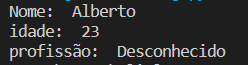 Nome:  Alberto
idade:  23
profissão:  Desconhecido